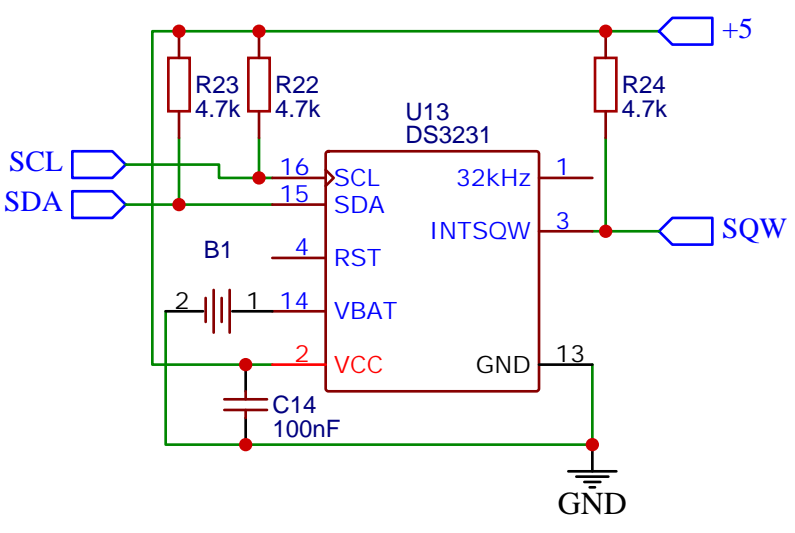 +5
R23
4.7k
R22
4.7k
R24
4.7k
U13
DS3231
SCL
SDA
16
SCL
15
SDA
4
RST
B1
2
1
14
VBAT
2
VCC
32kHz
1
INTSQW
3
SQW
GND
13
C14
100nF
GND